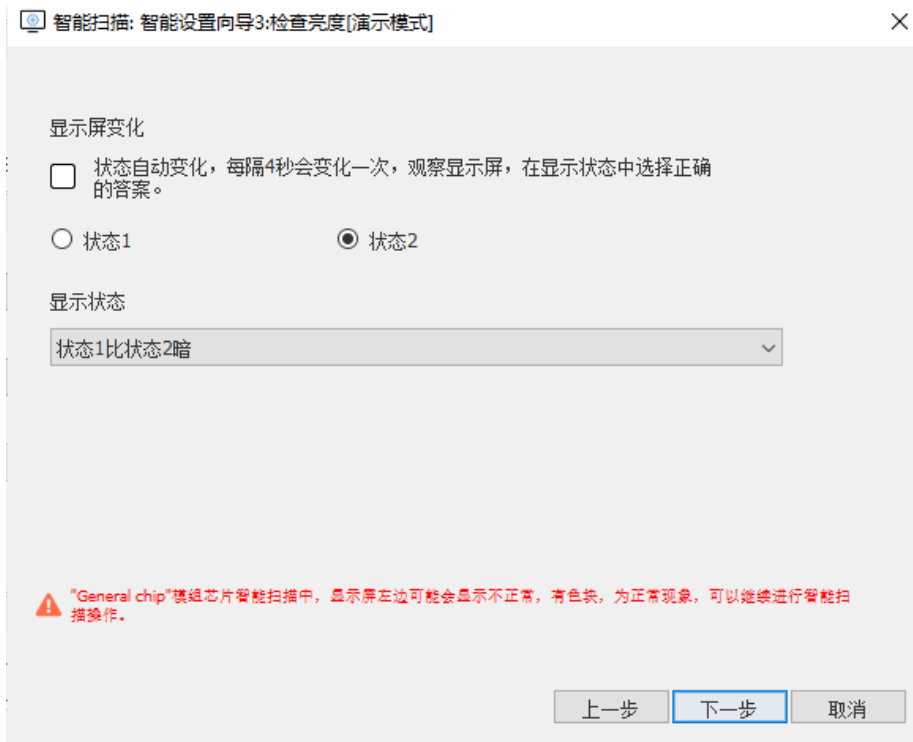 智能扫描: 智能设置向导3:检查亮度[演示模式]
显示屏变化
状态自动变化，每隔4秒会变化一次，观察显示屏，在显示状态中选择正确
的答案。
状态1
状态2
显示状态
状态1比状态2暗
"General chip"模组芯片智能扫描中，显示屏左边可能会显示不正常，有色块，为正常现象，可以继续进行智能扫
描操作。
上一步
下一步
取消